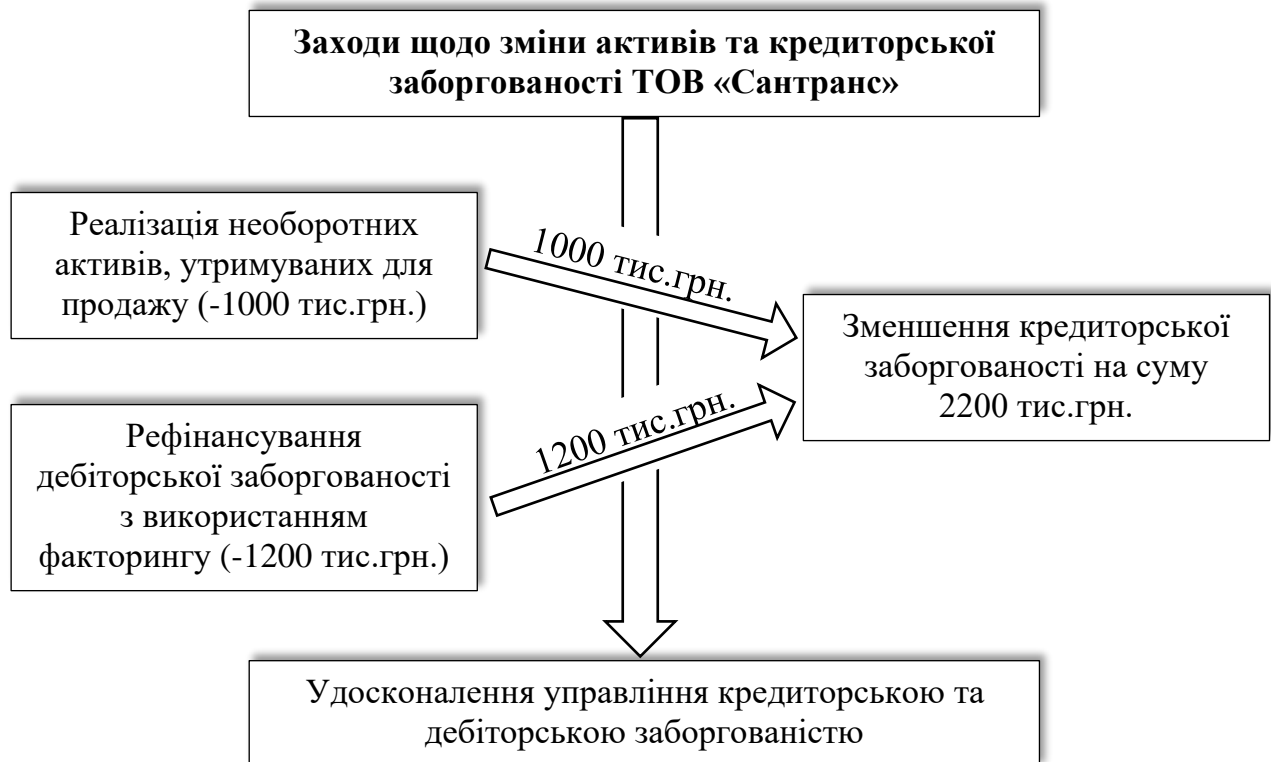 Заходи щодо зміни активів та кредиторської
заборгованості ТОВ «Сантранс»
Реалізація необоротних
активів, утримуваних для
продажу (-1000 тис.грн.)
1000 тис.грн.
Зменшення кредиторської
заборгованості на суму
2200 тис.грн.
Рефінансування
дебіторської заборгованості
з використанням
факторингу (-1200 тис.грн.)
1200 тис.грн.
Удосконалення управління кредиторською та
дебіторською заборгованістю